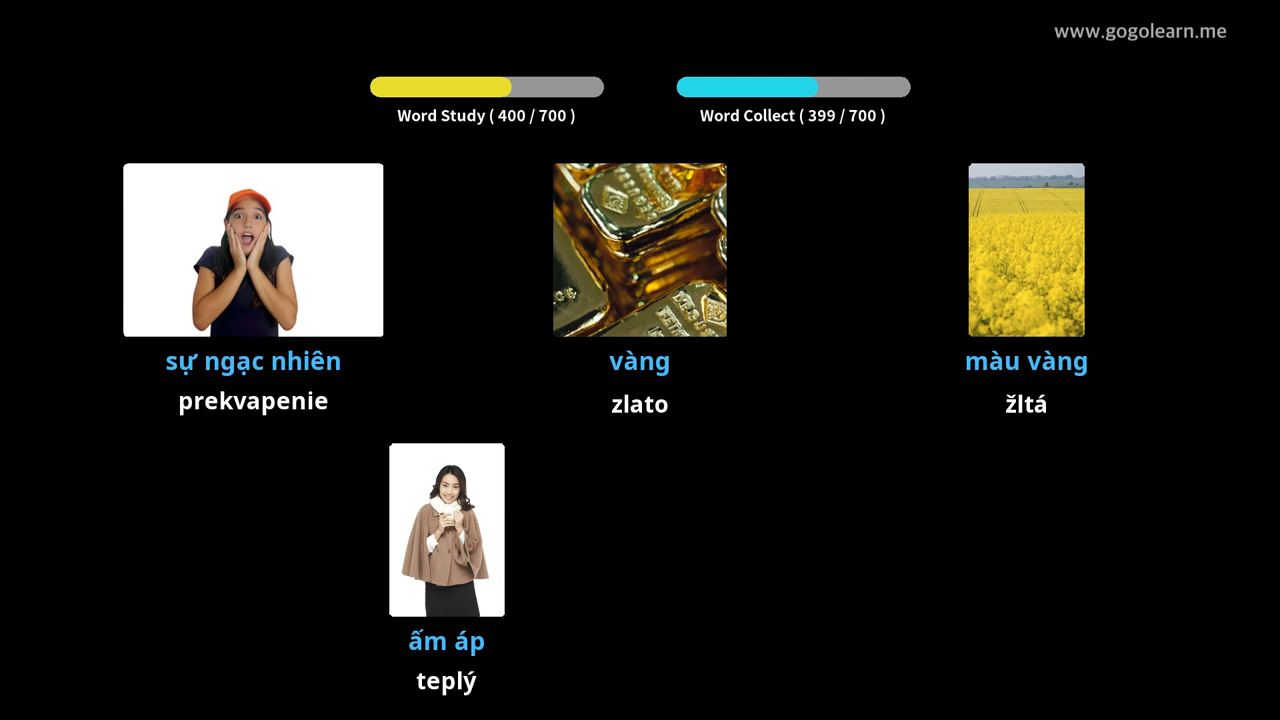 www.gogolearn.me
Word Study ( 400 / 700 )
Word Collect ( 399 / 700 )
sự ngạc nhiên
prekvapenie
vàng
zlato
màu vàng
žltá
ấm áp
teplý